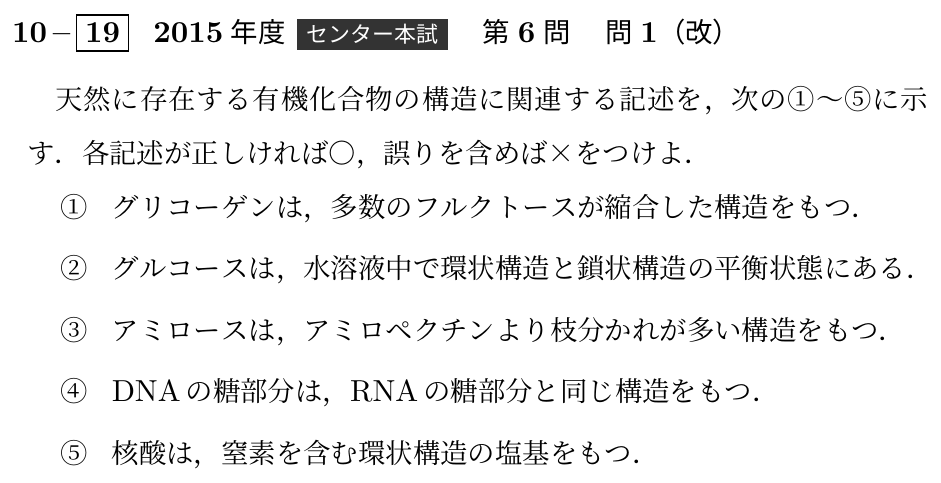 10−19 2015年度 センター本試 第6問 問1（改）
天然に存在する有機化合物の構造に関連する記述を，次の①〜⑤に示
す．各記述が正しければ○，誤りを含めば×をつけよ．
① グリコーゲンは，多数のフルクトースが縮合した構造をもつ．
② グルコースは，水溶液中で環状構造と鎖状構造の平衡状態にある．
③ アミロースは，アミロペクチンより枝分かれが多い構造をもつ．
④ DNAの糖部分は，RNAの糖部分と同じ構造をもつ．
⑤ 核酸は，窒素を含む環状構造の塩基をもつ．